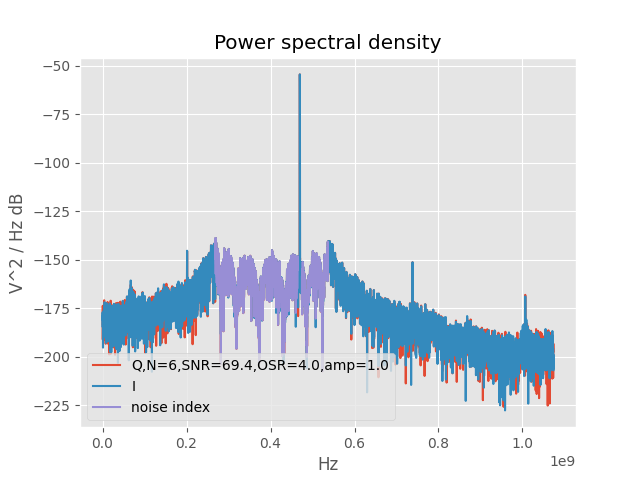 Power spectral density
V^2 / Hz dB
−50
−75
−100
−125
−150
−175
−200
−225
Q,N=6,SNR=69.4,OSR=4.0,amp=1.0
I
noise index
0.0 0.2 0.4 0.6 0.8 1.0
1e9
Hz